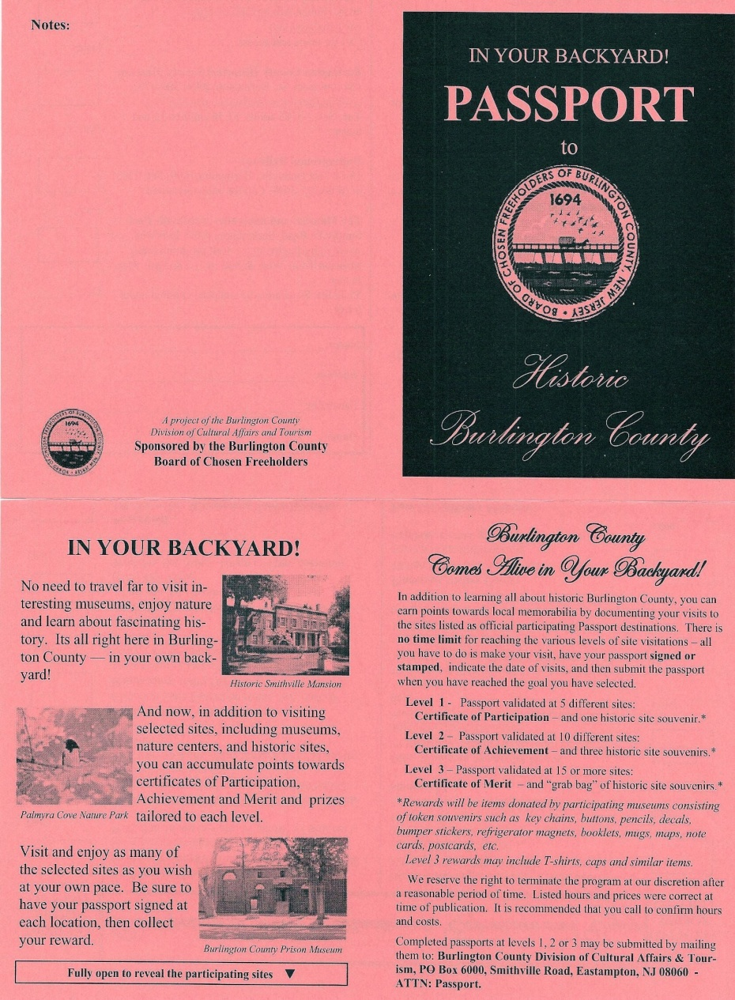 Notes:
A project of the Burlington County
Division of Cultural Affairs and Tourism
Sponsored by the Burlington County
Board of Chosen Freeholders
BOARD OF CHOSEN FREEHOLDERS OF BURLINGTON COUNTY, NEW JERSEY •
1694
IN YOUR BACKYARD!
PASSPORT
to
BOARD OF CHOSEN FREEHOLDERS OF BURLINGTON COUNTY, NEW JERSEY •
1694
Historic
Burlington County
IN YOUR BACKYARD!
No need to travel far to visit in-
teresting museums, enjoy nature
and learn about fascinating his-
tory. Its all right here in Burling-
ton County — in your own back-
yard!
Historic Smithville Mansion
And now, in addition to visiting
selected sites, including museums,
nature centers, and historic sites,
you can accumulate points towards
certificates of Participation,
Achievement and Merit and prizes
tailored to each level.
Palmyra Cove Nature Park
Visit and enjoy as many of
the selected sites as you wish
at your own pace. Be sure to
have your passport signed at
each location, then collect
your reward.
Burlington County Prison Museum
Fully open to reveal the participating sites ▼
Burlington County
Comes Alive in Your Backyard!
In addition to learning all about historic Burlington County, you can
earn points towards local memorabilia by documenting your visits to
the sites listed as official participating Passport destinations. There is
no time limit for reaching the various levels of site visitations – all
you have to do is make your visit, have your passport signed or
stamped, indicate the date of visits, and then submit the passport
when you have reached the goal you have selected.
Level 1 - Passport validated at 5 different sites:
Certificate of Participation – and one historic site souvenir.*
Level 2 – Passport validated at 10 different sites:
Certificate of Achievement – and three historic site souvenirs.*
Level 3 – Passport validated at 15 or more sites:
Certificate of Merit – and “grab bag” of historic site souvenirs.*
*Rewards will be items donated by participating museums consisting
of token souvenirs such as key chains, buttons, pencils, decals,
bumper stickers, refrigerator magnets, booklets, mugs, maps, note
cards, postcards, etc.
Level 3 rewards may include T-shirts, caps and similar items.
We reserve the right to terminate the program at our discretion after
a reasonable period of time. Listed hours and prices were correct at
time of publication. It is recommended that you call to confirm hours
and costs.
Completed passports at levels 1, 2 or 3 may be submitted by mailing
them to: Burlington County Division of Cultural Affairs & Tour-
ism, PO Box 6000, Smithville Road, Eastampton, NJ 08060 -
ATTN: Passport.